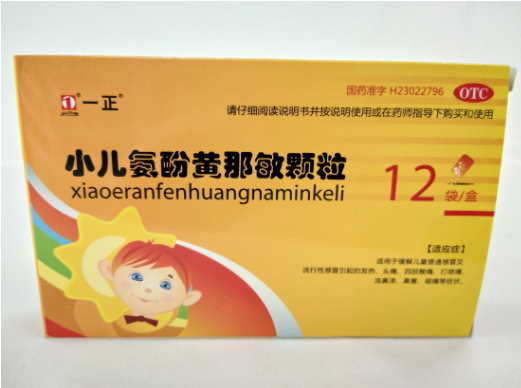 一正®
国药准字 H23022796 OTC
请仔细阅读说明书并按说明使用或在药师指导下购买和使用
小儿氨酚黄那敏颗粒
xiaoeranfenhuangnaminkeli
12袋/盒
【适应症】
适用于缓解儿童普通感冒及
流行性感冒引起的发热、头痛、四肢酸痛、打喷嚏、
流鼻涕、鼻塞、咽痛等症状。